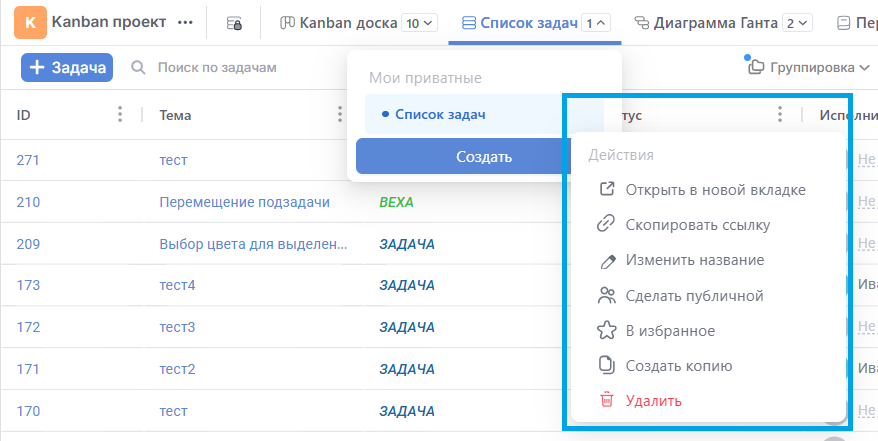 K Kanban проект ••• Kanban доска 10 Список задач 1 Диаграмма Ганта 2 Пер
+ Задача Поиск по задачам Группировка
Мои приватные
• Список задач
Создать
ID Тема тус Исполни
271 тест Не
210 Перемещение подзадачи ВЕХА Не
209 Выбор цвета для выделен... ЗАДАЧА Не
173 тест4 ЗАДАЧА Ива
172 тест3 ЗАДАЧА Не
171 тест2 ЗАДАЧА Ива
170 тест ЗАДАЧА Не
Действия
Открыть в новой вкладке
Скопировать ссылку
Изменить название
Сделать публичной
В избранное
Создать копию
Удалить